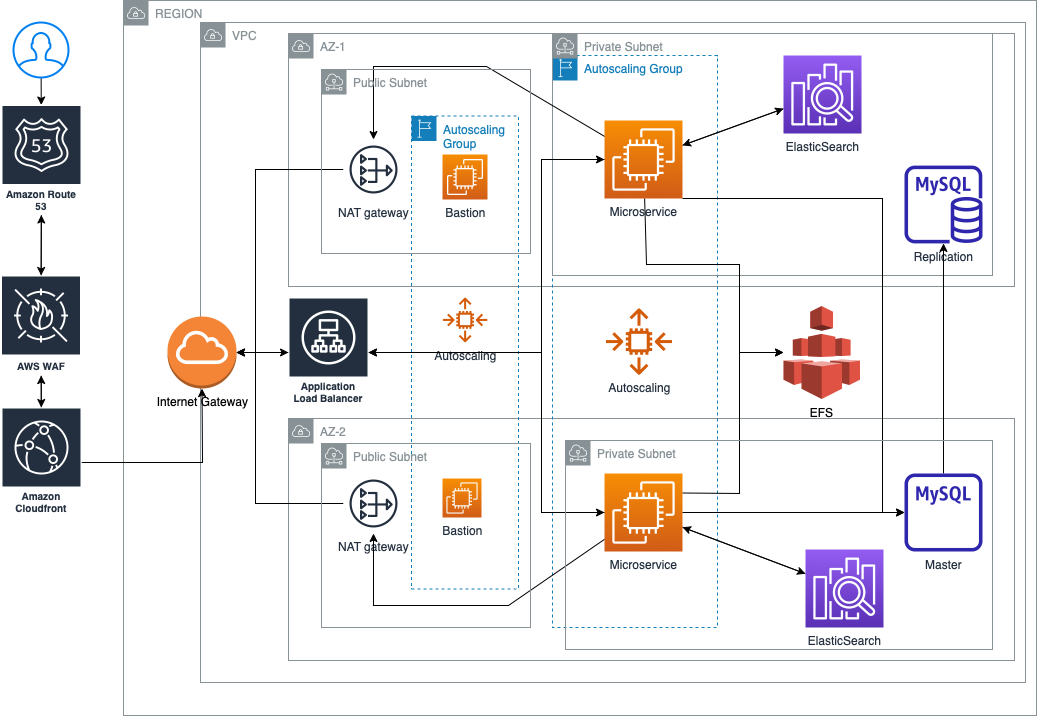 REGION
VPC
AZ-1
Private Subnet
Autoscaling Group
Public Subnet
Autoscaling
Group
53
Amazon Route
53
NAT gateway
Bastion
Microservice
ElasticSearch
MySQL
Replication
AWS WAF
Internet Gateway
Application
Load Balancer
Autoscaling
Autoscaling
EFS
Amazon
Cloudfront
AZ-2
Public Subnet
Private Subnet
NAT gateway
Bastion
Microservice
MySQL
Master
ElasticSearch